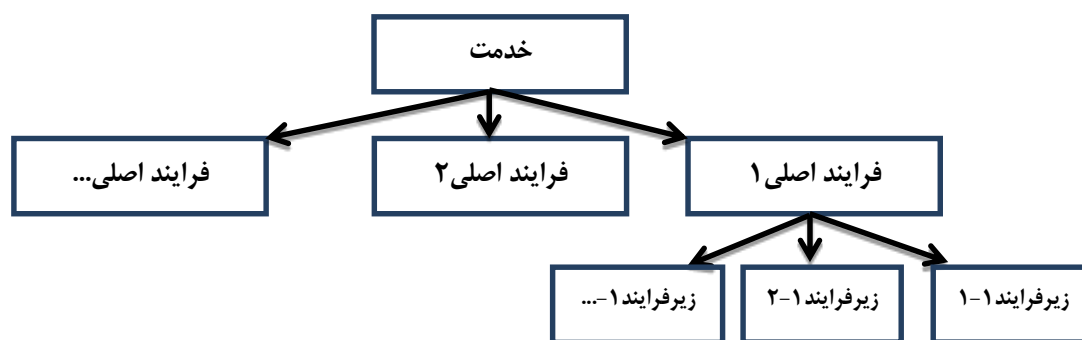 خدمت
فرایند اصلی۱
فرایند اصلی۲
فرایند اصلی...
زیرفرایند۱-۱
زیرفرایند۱-۲
زیرفرایند۱-...